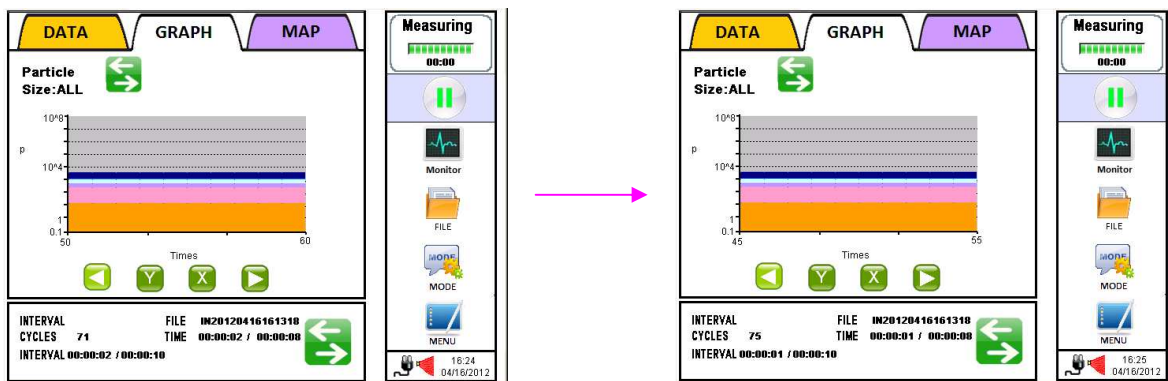 DATA GRAPH MAP
Particle
Size:ALL
10^8
p
10^4
1
0.1
50 60
Times
Y X
INTERVAL FILE IN20120416161318
CYCLES 71 TIME 00:00:02 / 00:00:08
INTERVAL 00:00:02 / 00:00:10
Measuring
00:00
Monitor
FILE
MODE
MODE
MENU
16:24
04/16/2012
DATA GRAPH MAP
Particle
Size:ALL
10^8
p
10^4
1
0.1
45 55
Times
Y X
INTERVAL FILE IN20120416161318
CYCLES 75 TIME 00:00:01 / 00:00:08
INTERVAL 00:00:01 / 00:00:10
Measuring
00:00
Monitor
FILE
MODE
MODE
MENU
16:25
04/16/2012